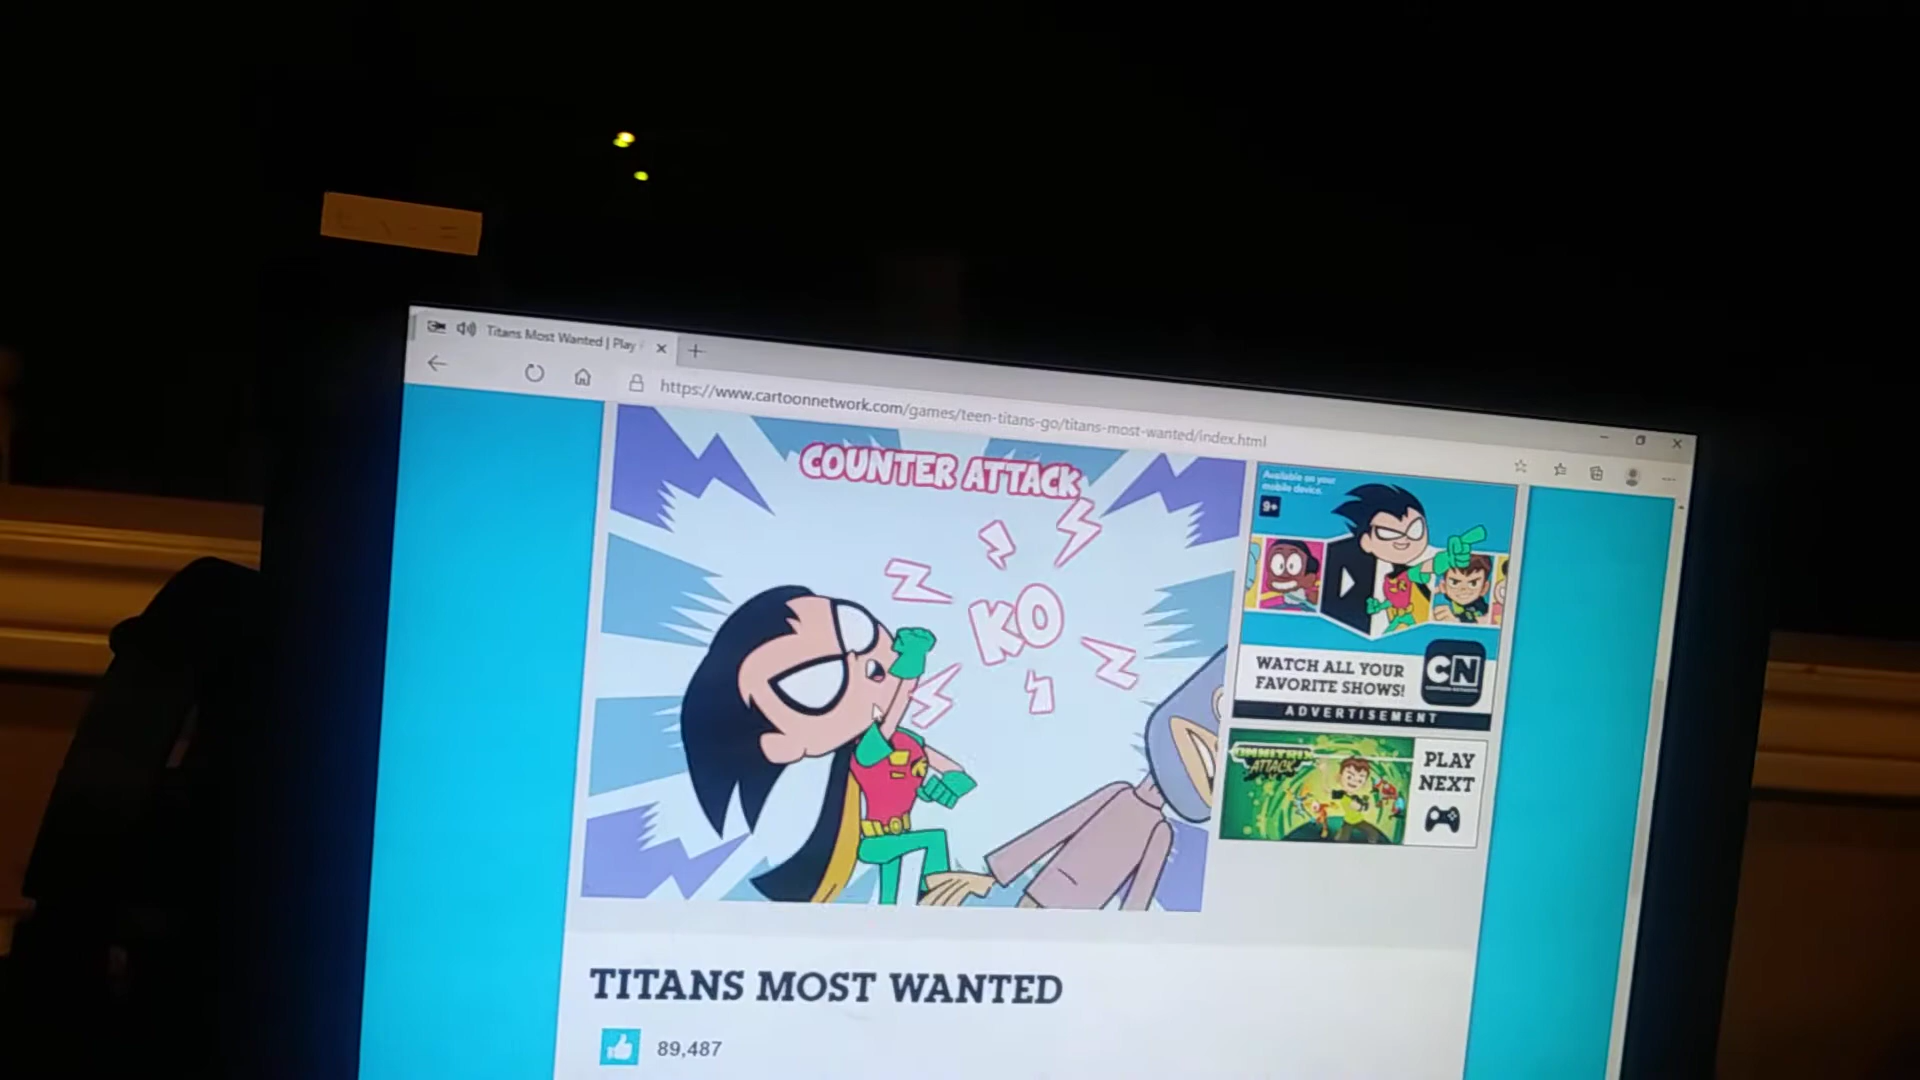 Titans Most Wanted | Play
https://www.cartoonnetwork.com/games/teen-titans-go/titans-most-wanted/index.html
COUNTER ATTACK
KO
Available on your
mobile device.
9+
WATCH ALL YOUR
FAVORITE SHOWS!
CN
CARTOON NETWORK
ADVERTISEMENT
OMNITRIX
ATTACK
PLAY
NEXT
TITANS MOST WANTED
89,487